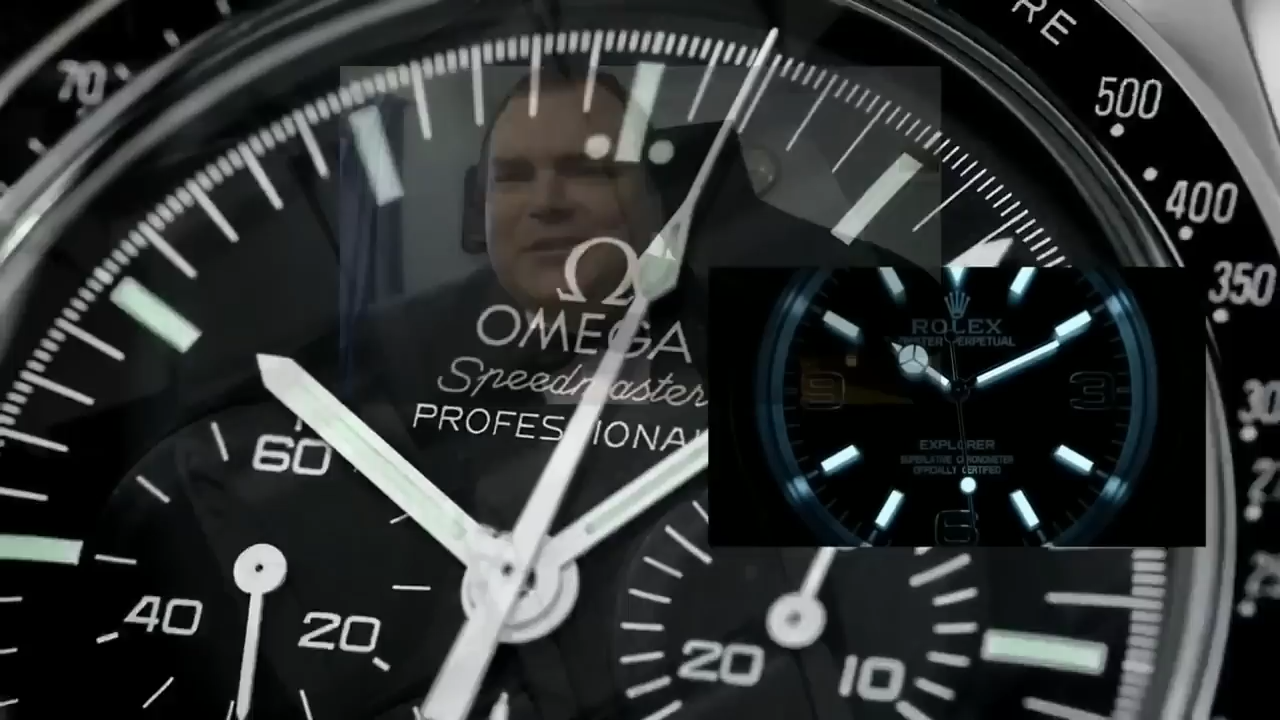 RE
70
500
400
350
Ω
OMEGA
Speedmaster
PROFESSIONAL
60
40
20
20
10
ROLEX
OYSTER PERPETUAL
9
3
EXPLORER
SUPERLATIVE CHRONOMETER
OFFICIALLY CERTIFIED
6